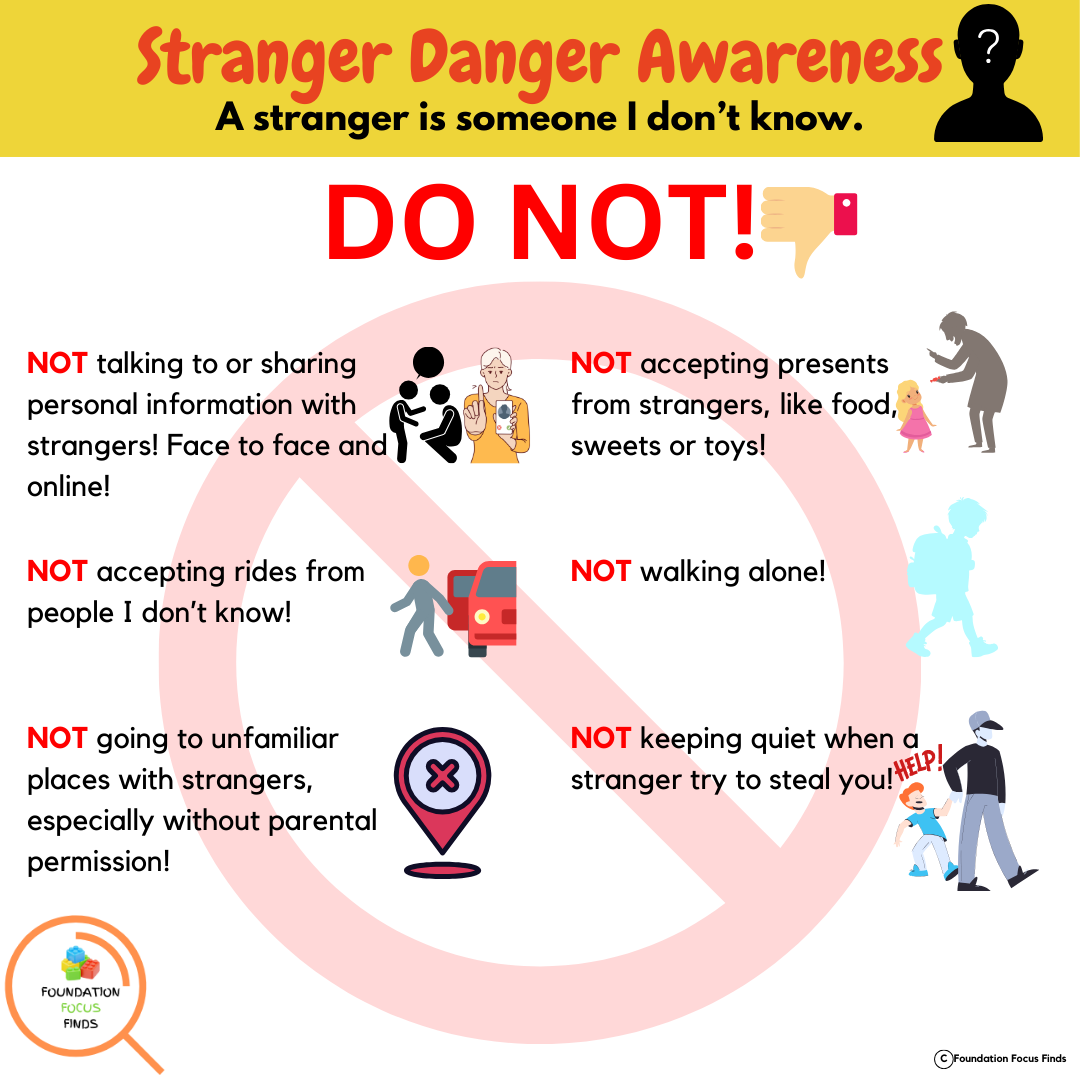 Stranger Danger Awareness
?
A stranger is someone I don't know.
DO NOT!
NOT talking to or sharing
personal information with
strangers! Face to face and
online!
NOT accepting presents
from strangers, like food,
sweets or toys!
NOT accepting rides from
people I don't know!
NOT walking alone!
NOT going to unfamiliar
places with strangers,
especially without parental
permission!
NOT keeping quiet when a
stranger try to steal you!
HELP!
FOUNDATION
FOCUS
FINDS
©Foundation Focus Finds